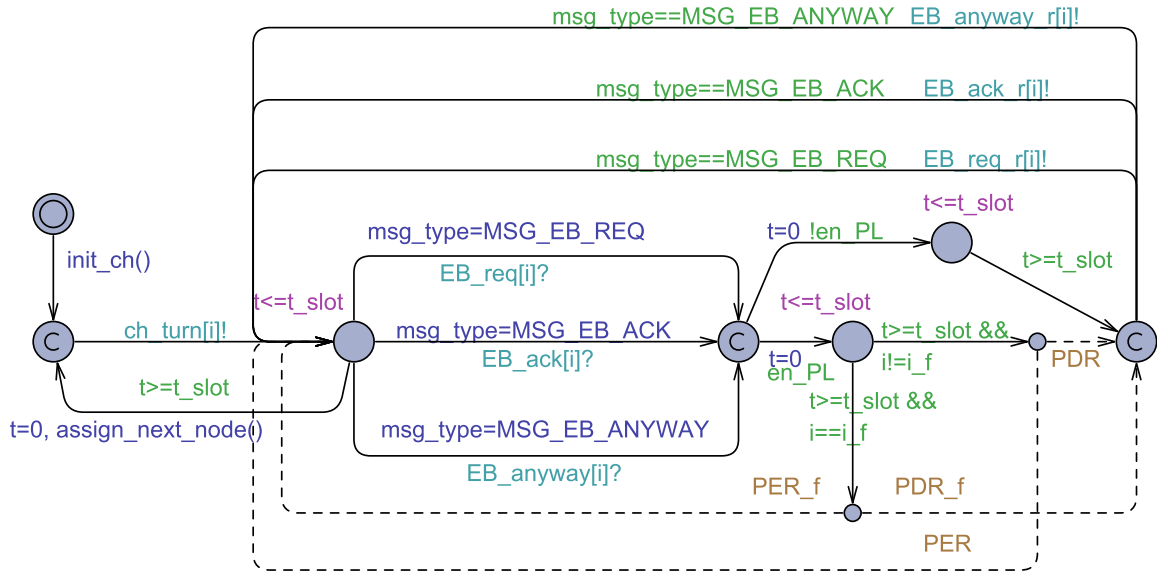 msg_type==MSG_EB_ANYWAY EB_anyway_r[i]!
msg_type==MSG_EB_ACK EB_ack_r[i]!
msg_type==MSG_EB_REQ EB_req_r[i]!
t<=t_slot
msg_type=MSG_EB_REQ
t=0 !en_PL
init_ch()
EB_req[i]?
t>=t_slot
t<=t_slot
t<=t_slot
ch_turn[i]!
msg_type=MSG_EB_ACK
t>=t_slot &&
C
C
C
EB_ack[i]?
t=0
i!=i_f
PDR
en_PL
t>=t_slot
t>=t_slot &&
t=0, assign_next_node()
msg_type=MSG_EB_ANYWAY
i==i_f
EB_anyway[i]?
PER_f
PDR_f
PER